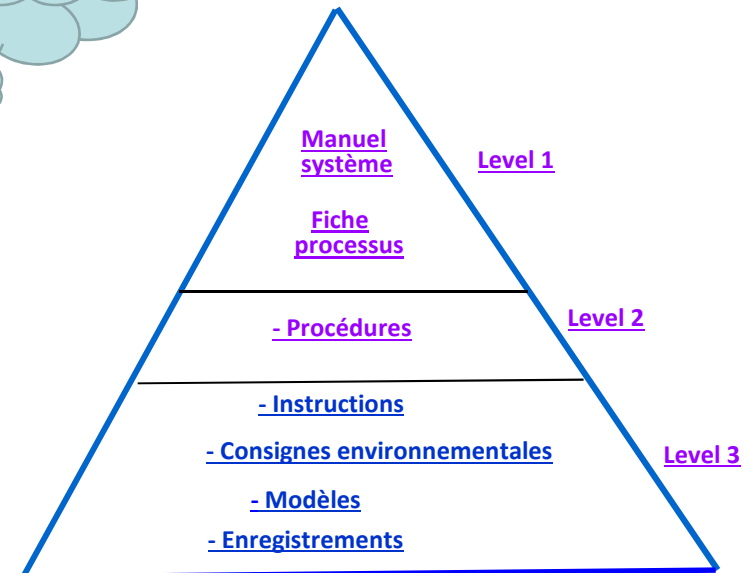 Manuel
système
Level 1
Fiche
processus
- Procédures
Level 2
- Instructions
- Consignes environnementales
Level 3
- Modèles
- Enregistrements